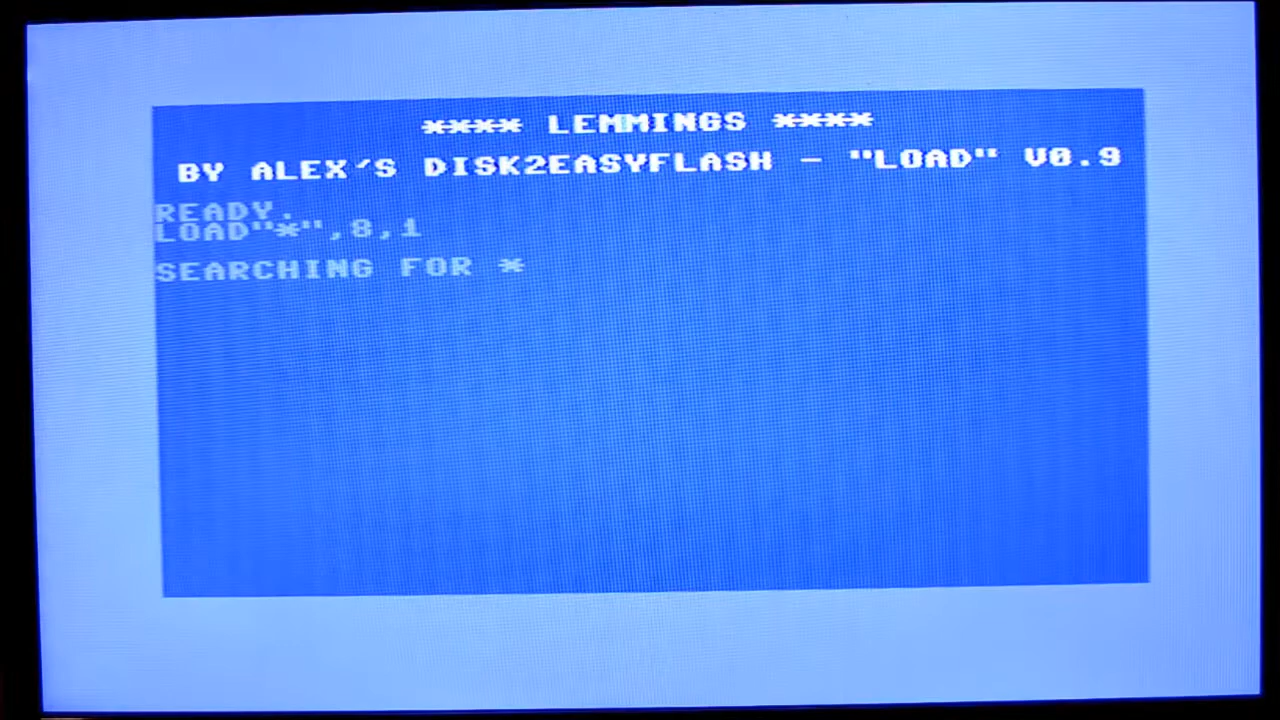 **** LEMMINGS ****
BY ALEX'S DISK2EASYFLASH - "LOAD" V0.9
READY.
LOAD"*",8,1
SEARCHING FOR *